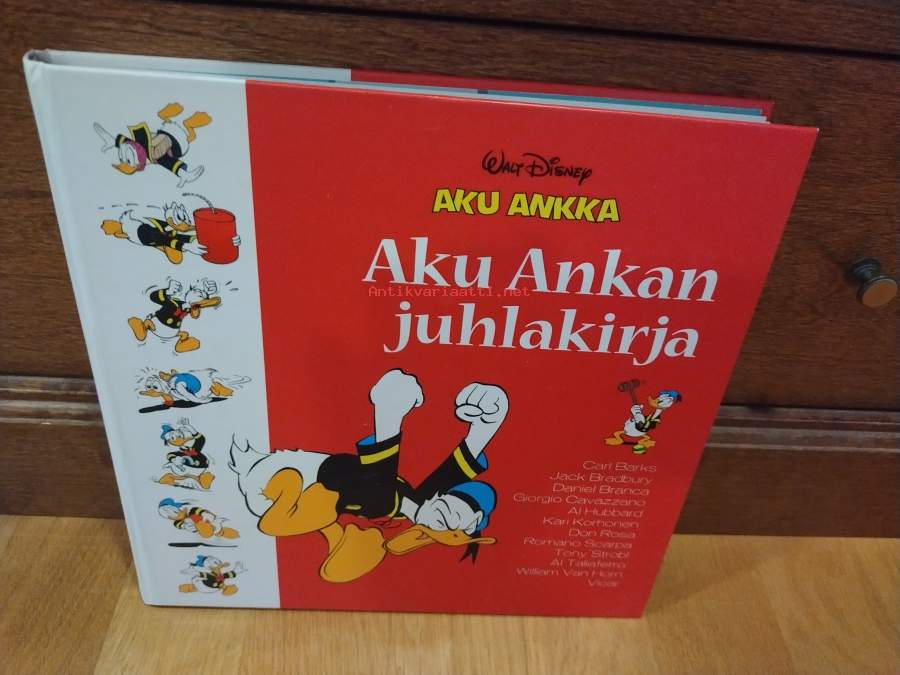 Walt Disney
AKU ANKKA
Aku Ankan
Antikvariaatti.net
juhlakirja
Carl Barks
Jack Bradbury
Daniel Branca
Giorgio Cavazzano
Al Hubbard
Kari Korhonen
Don Rosa
Romano Scarpa
Tony Strobl
Al Taliaferro
William Van Horn
Vicar